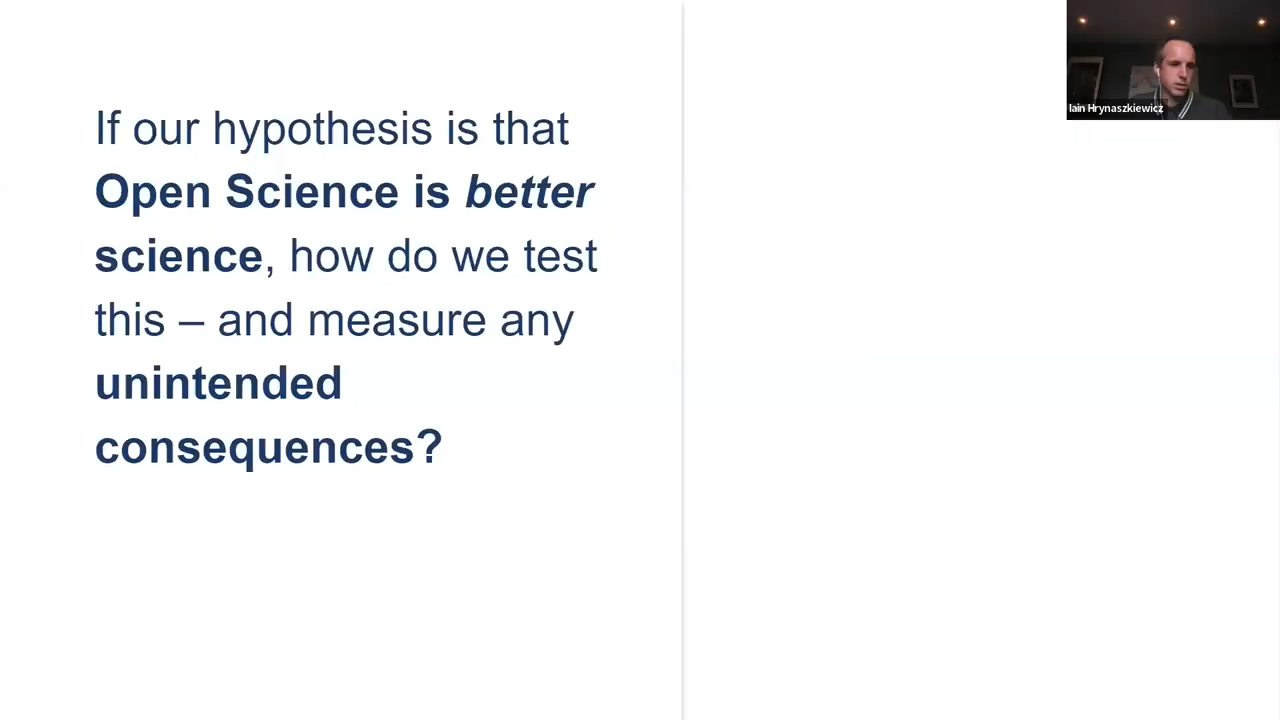 If our hypothesis is that
Open Science is better
science, how do we test
this – and measure any
unintended
consequences?
Iain Hrynaszkiewicz